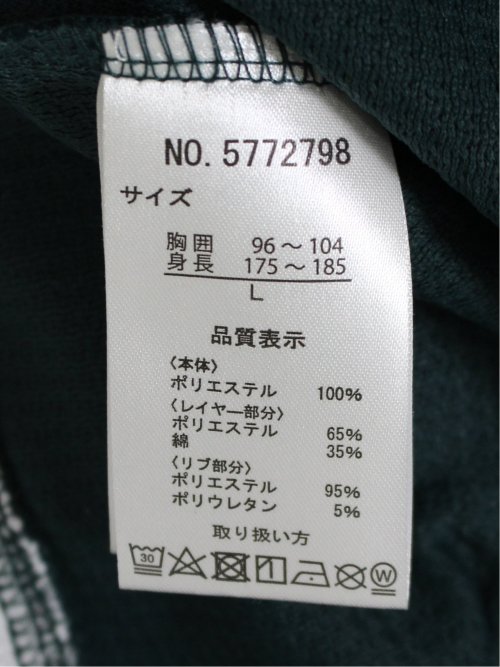 NO. 5772798
サイズ
胸囲 96～104
身長 175～185
L
品質表示
〈本体〉
ポリエステル 100%
〈レイヤー部分〉
ポリエステル 65%
綿 35%
〈リブ部分〉
ポリエステル 95%
ポリウレタン 5%
取り扱い方
30
W